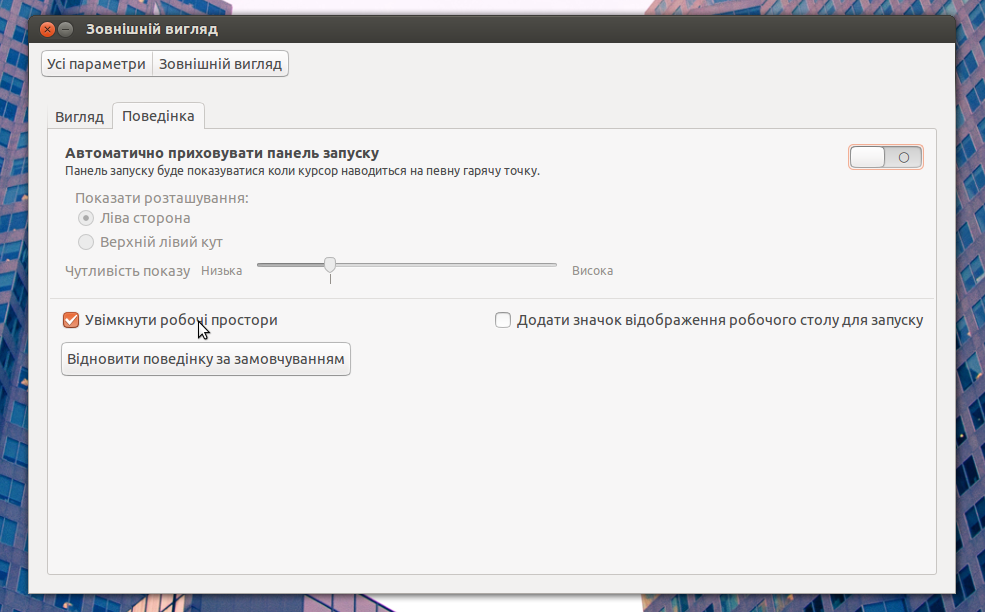 Зовнішній вигляд
Усі параметри Зовнішній вигляд
Вигляд Поведінка
Автоматично приховувати панель запуску
Панель запуску буде показуватися коли курсор наводиться на певну гарячу точку.
Показати розташування:
Ліва сторона
Верхній лівий кут
Чутливість показу Низька Висока
Увімкнути робочі простори Додати значок відображення робочого столу для запуску
Відновити поведінку за замовчуванням